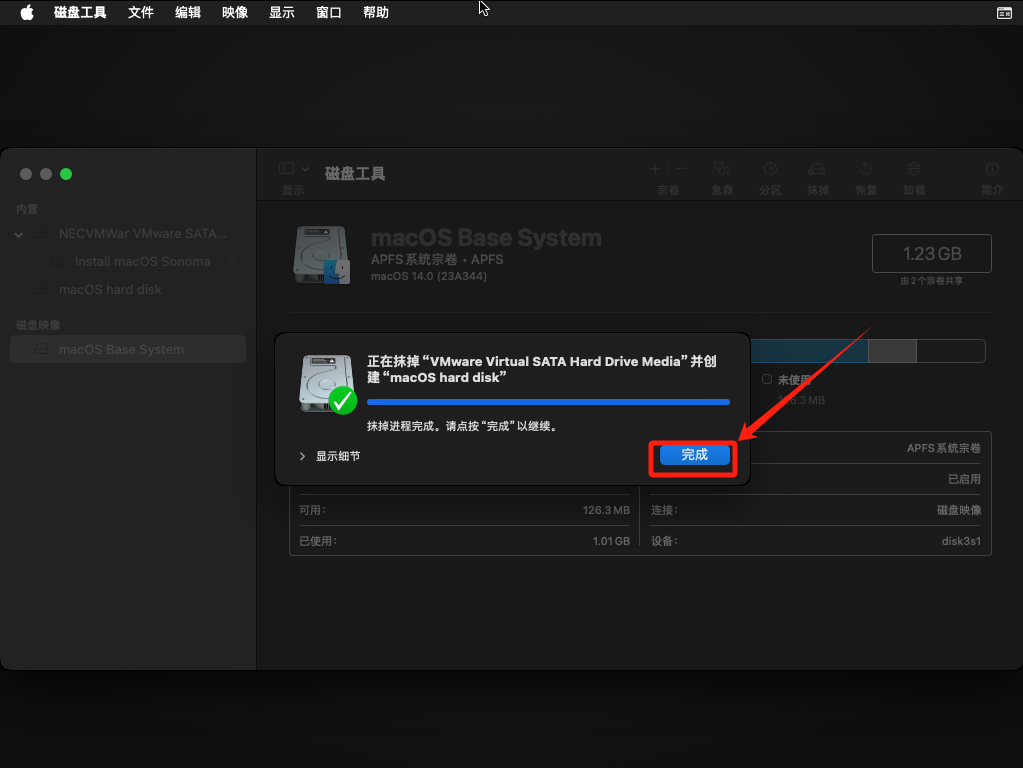 磁盘工具 文件 编辑 映像 显示 窗口 帮助
显示
磁盘工具
宗卷 急救 分区 抹掉 恢复 卸载 简介
内置
NECVMWar VMware SATA...
Install macOS Sonoma
macOS hard disk
磁盘映像
macOS Base System
macOS Base System
APFS系统宗卷 · APFS
macOS 14.0 (23A344)
1.23 GB
由2个宗卷共享
未使用
正在抹掉“VMware Virtual SATA Hard Drive Media”并创
建“macOS hard disk”
抹掉进程完成。请点按“完成”以继续。
显示细节
完成
APFS系统宗卷
已启用
可用: 126.3 MB
连接: 磁盘映像
已使用: 1.01 GB
设备: disk3s1